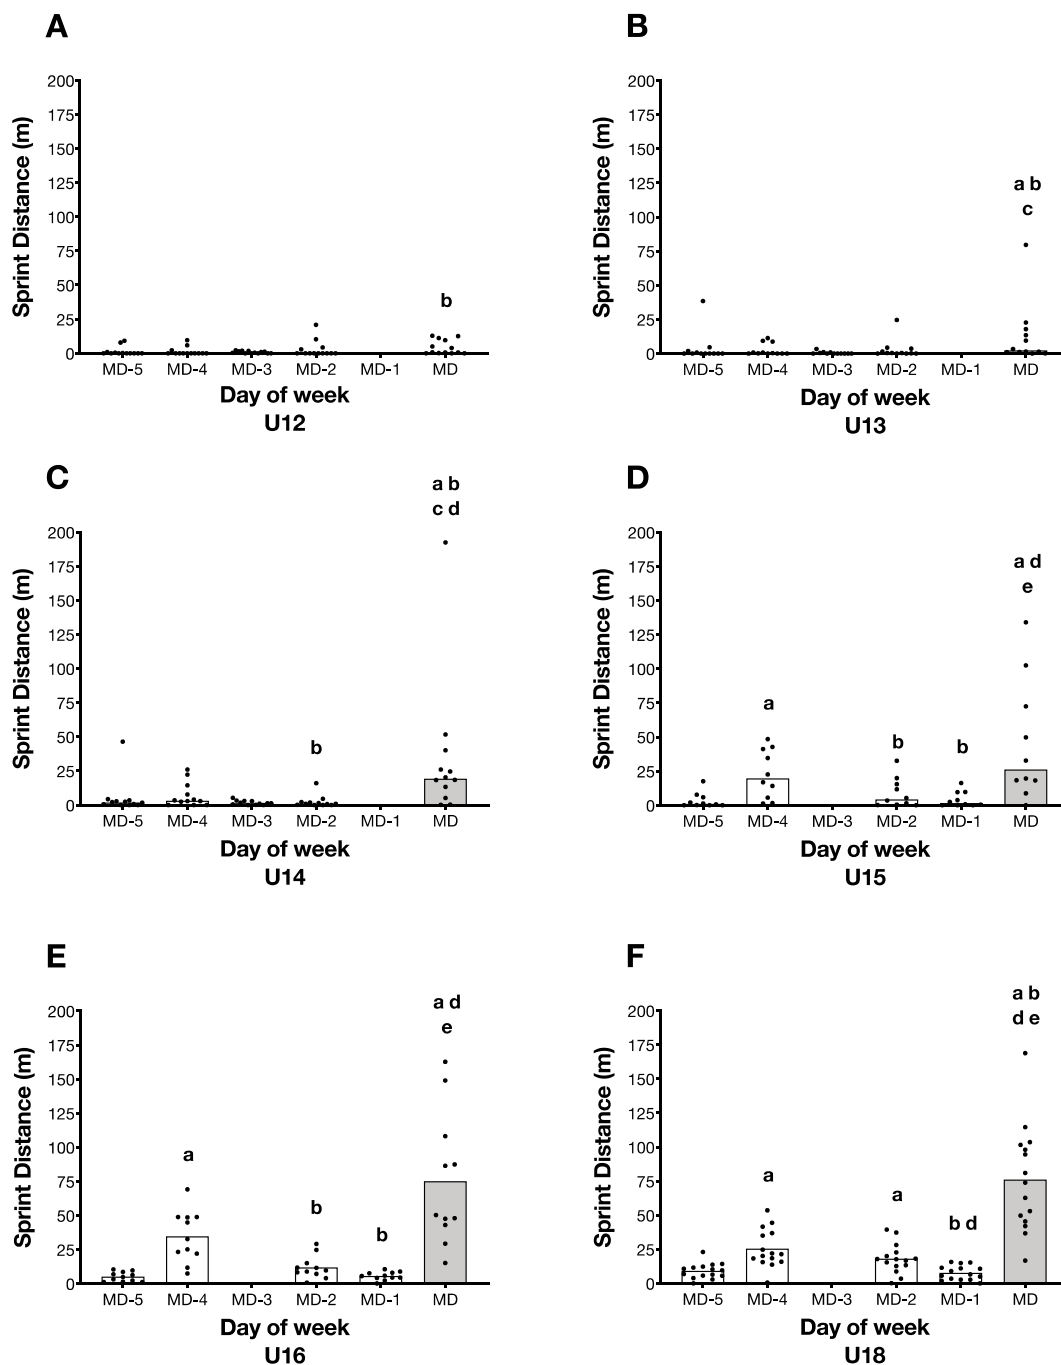 A
B
200
175
150
125
100
75
50
25
0
Sprint Distance (m)
b
MD-5 MD-4 MD-3 MD-2 MD-1 MD
Day of week
U12
200
175
150
125
100
75
50
25
0
Sprint Distance (m)
a b
c
MD-5 MD-4 MD-3 MD-2 MD-1 MD
Day of week
U13
C
D
200
175
150
125
100
75
50
25
0
Sprint Distance (m)
a b
c d
b
MD-5 MD-4 MD-3 MD-2 MD-1 MD
Day of week
U14
200
175
150
125
100
75
50
25
0
Sprint Distance (m)
a d
e
a
b
b
MD-5 MD-4 MD-3 MD-2 MD-1 MD
Day of week
U15
E
F
200
175
150
125
100
75
50
25
0
Sprint Distance (m)
a d
e
a
b
b
MD-5 MD-4 MD-3 MD-2 MD-1 MD
Day of week
U16
200
175
150
125
100
75
50
25
0
Sprint Distance (m)
a b
d e
a
a
b d
MD-5 MD-4 MD-3 MD-2 MD-1 MD
Day of week
U18